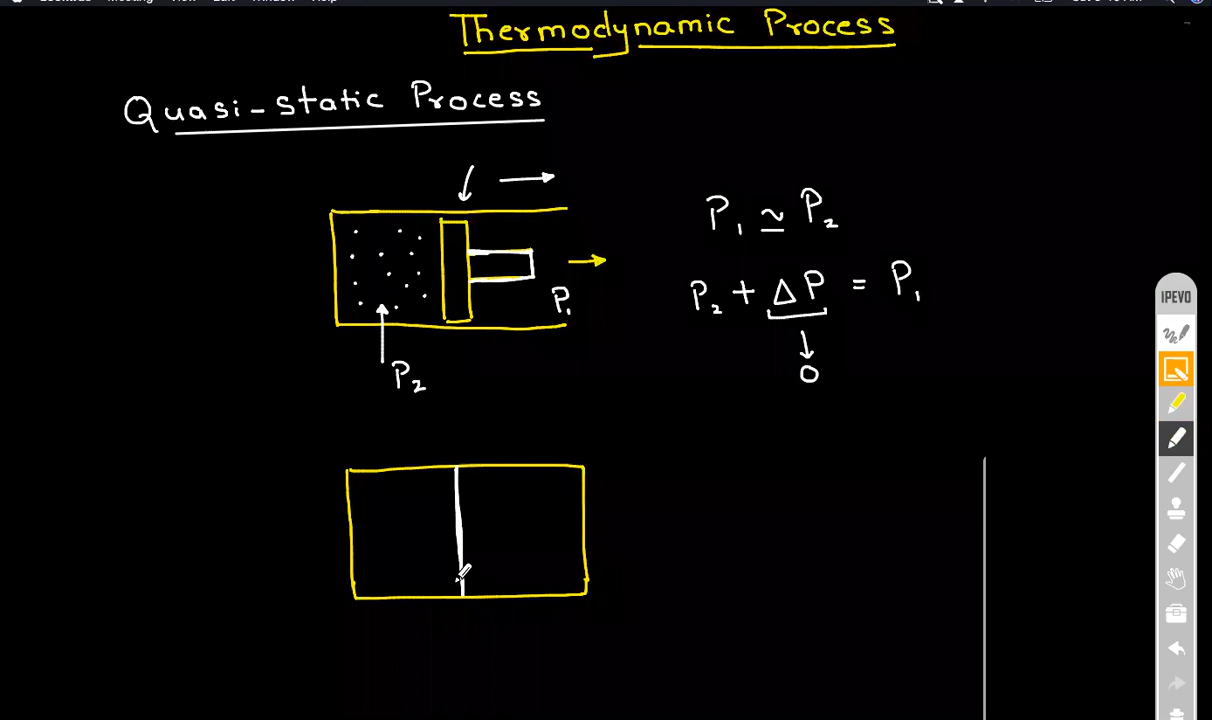 Thermodynamic Process
Quasi-static Process
P₁ ≃ P₂
P₂ + ΔP = P₁
P₁
0
P₂
IPEVO